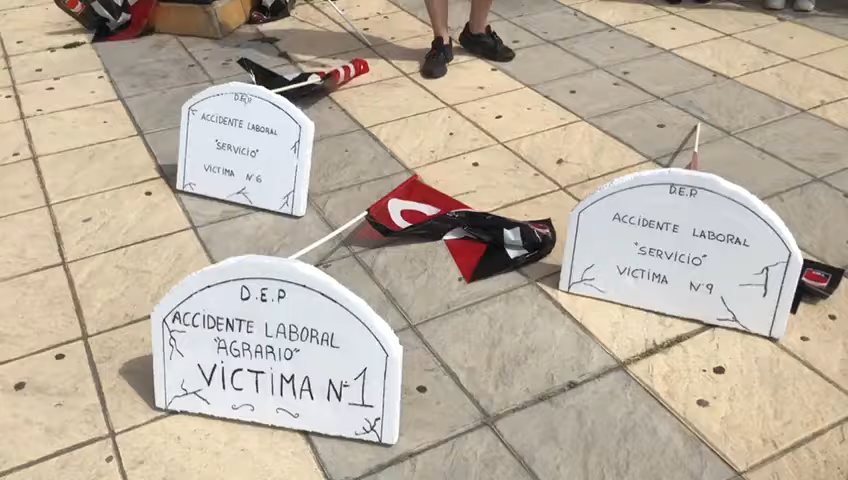 D.E.P
ACCIDENTE LABORAL
"SERVICIO"
VICTIMA Nº6
D.E.P
ACCIDENTE LABORAL
"AGRARIO"
VICTIMA Nº1
D.E.P
ACCIDENTE LABORAL
"SERVICIO"
VICTIMA Nº9